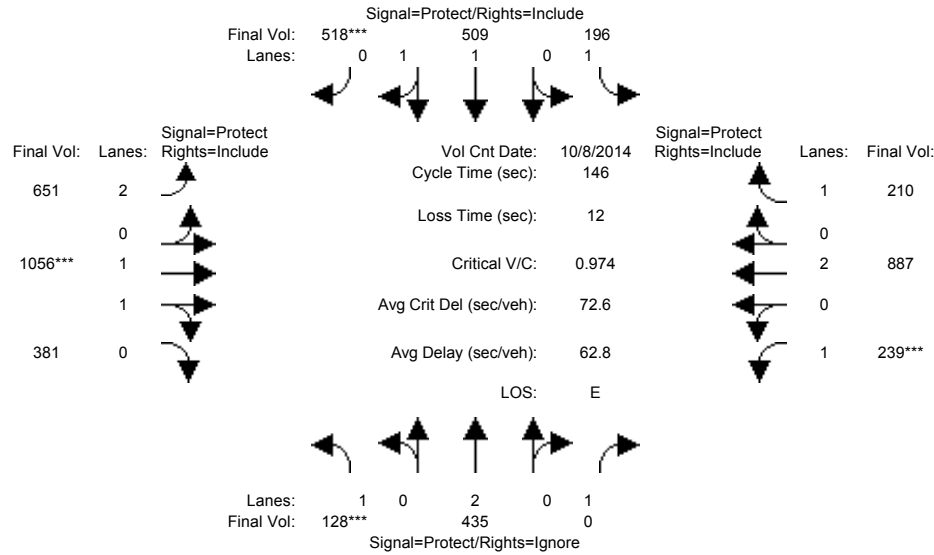 Signal=Protect/Rights=Include
Final Vol: 518*** 509 196
Lanes: 0 1 1 0 1
Signal=Protect Signal=Protect
Final Vol: Lanes: Rights=Include Vol Cnt Date: 10/8/2014 Rights=Include Lanes: Final Vol:
Cycle Time (sec): 146
651 2 1 210
Loss Time (sec): 12
0 0
1056*** 1 Critical V/C: 0.974 2 887
1 Avg Crit Del (sec/veh): 72.6 0
381 0 Avg Delay (sec/veh): 62.8 1 239***
LOS: E
Lanes: 1 0 2 0 1
Final Vol: 128*** 435 0
Signal=Protect/Rights=Ignore